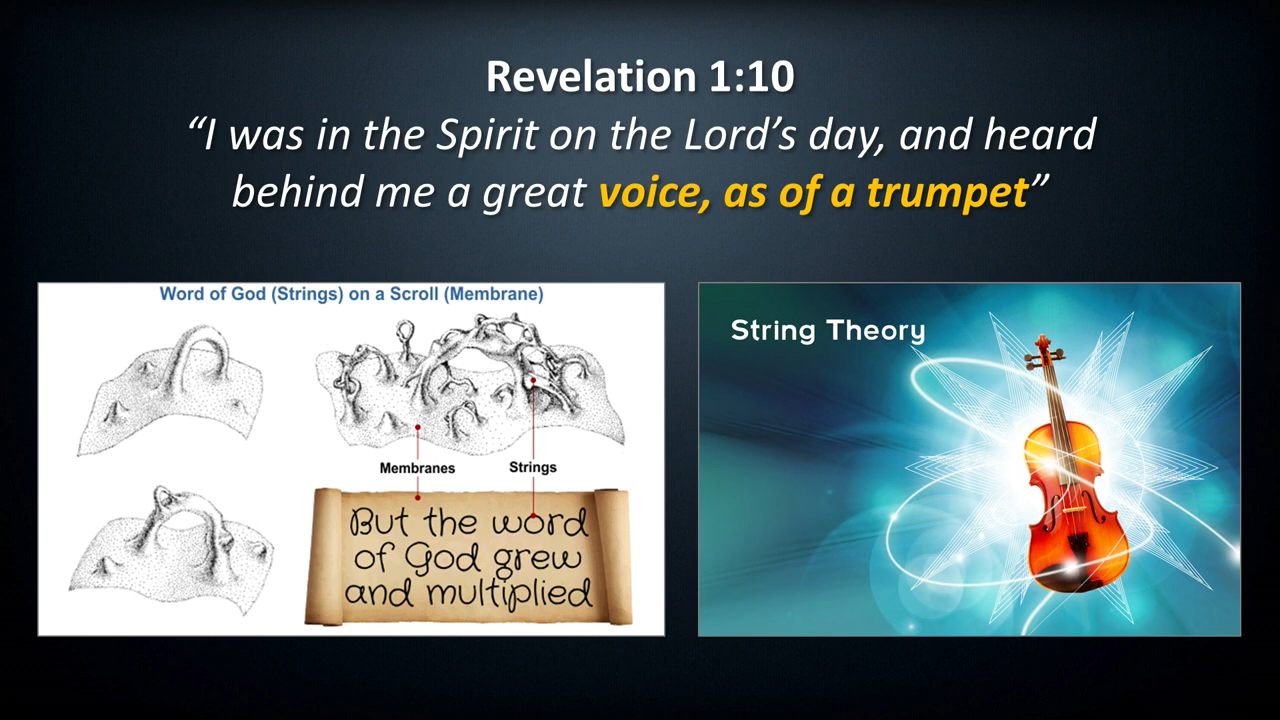 Revelation 1:10
“I was in the Spirit on the Lord’s day, and heard
behind me a great voice, as of a trumpet”
Word of God (Strings) on a Scroll (Membrane)
Membranes
Strings
But the word
of God grew
and multiplied
String Theory